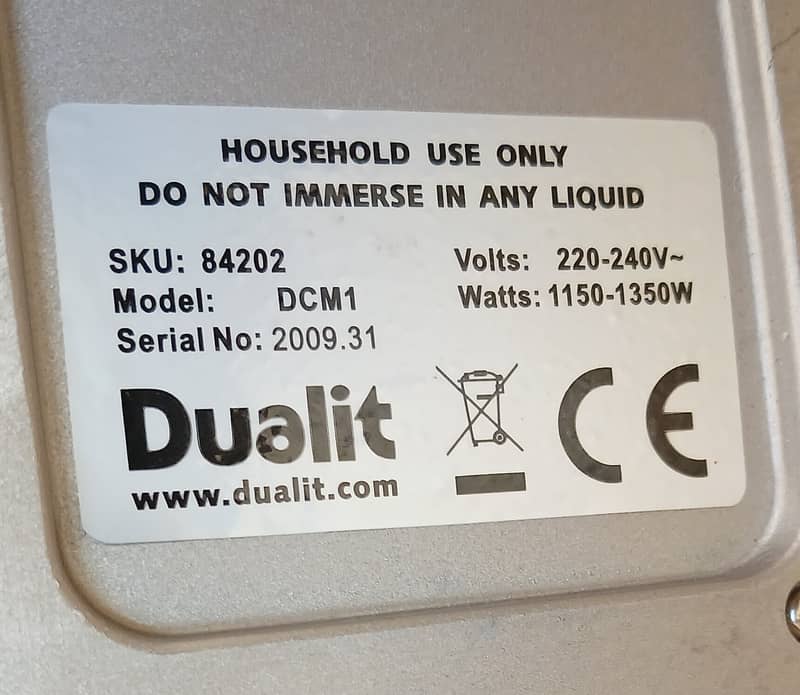 HOUSEHOLD USE ONLY
DO NOT IMMERSE IN ANY LIQUID
SKU: 84202
Volts: 220-240V~
Model: DCM1
Watts: 1150-1350W
Serial No: 2009.31
Dualit
CE
www.dualit.com